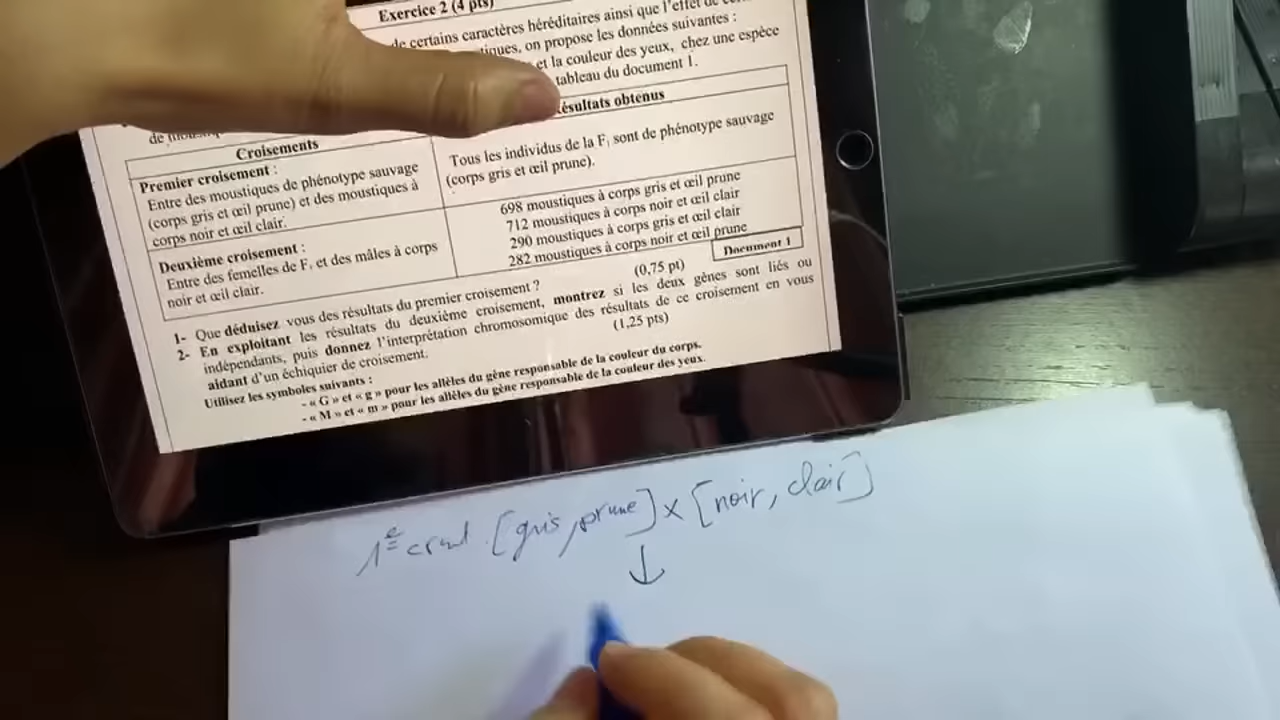 Exercice 2 (4 pts)
de certains caractères héréditaires ainsi que l'effet de
tiques, on propose les données suivantes :
et la couleur des yeux, chez une espèce
tableau du document 1.
de
Croisements
ésultats obtenus
Premier croisement :
Entre des moustiques de phénotype sauvage
(corps gris et œil prune) et des moustiques à
corps noir et œil clair.
Tous les individus de la F₁ sont de phénotype sauvage
(corps gris et œil prune).
Deuxième croisement :
Entre des femelles de F₁ et des mâles à corps
noir et œil clair.
698 moustiques à corps gris et œil prune
712 moustiques à corps noir et œil clair
290 moustiques à corps gris et œil clair
282 moustiques à corps noir et œil prune
Document 1
1- Que déduisez vous des résultats du premier croisement ? (0,75 pt)
2- En exploitant les résultats du deuxième croisement, montrez si les deux gènes sont liés ou
indépendants, puis donnez l'interprétation chromosomique des résultats de ce croisement en vous
aidant d'un échiquier de croisement. (1,25 pts)
Utilisez les symboles suivants :
- « G » et « g » pour les allèles du gène responsable de la couleur du corps.
- « M » et « m » pour les allèles du gène responsable de la couleur des yeux.
1e [gris, prune] x [noir, clair]
↓